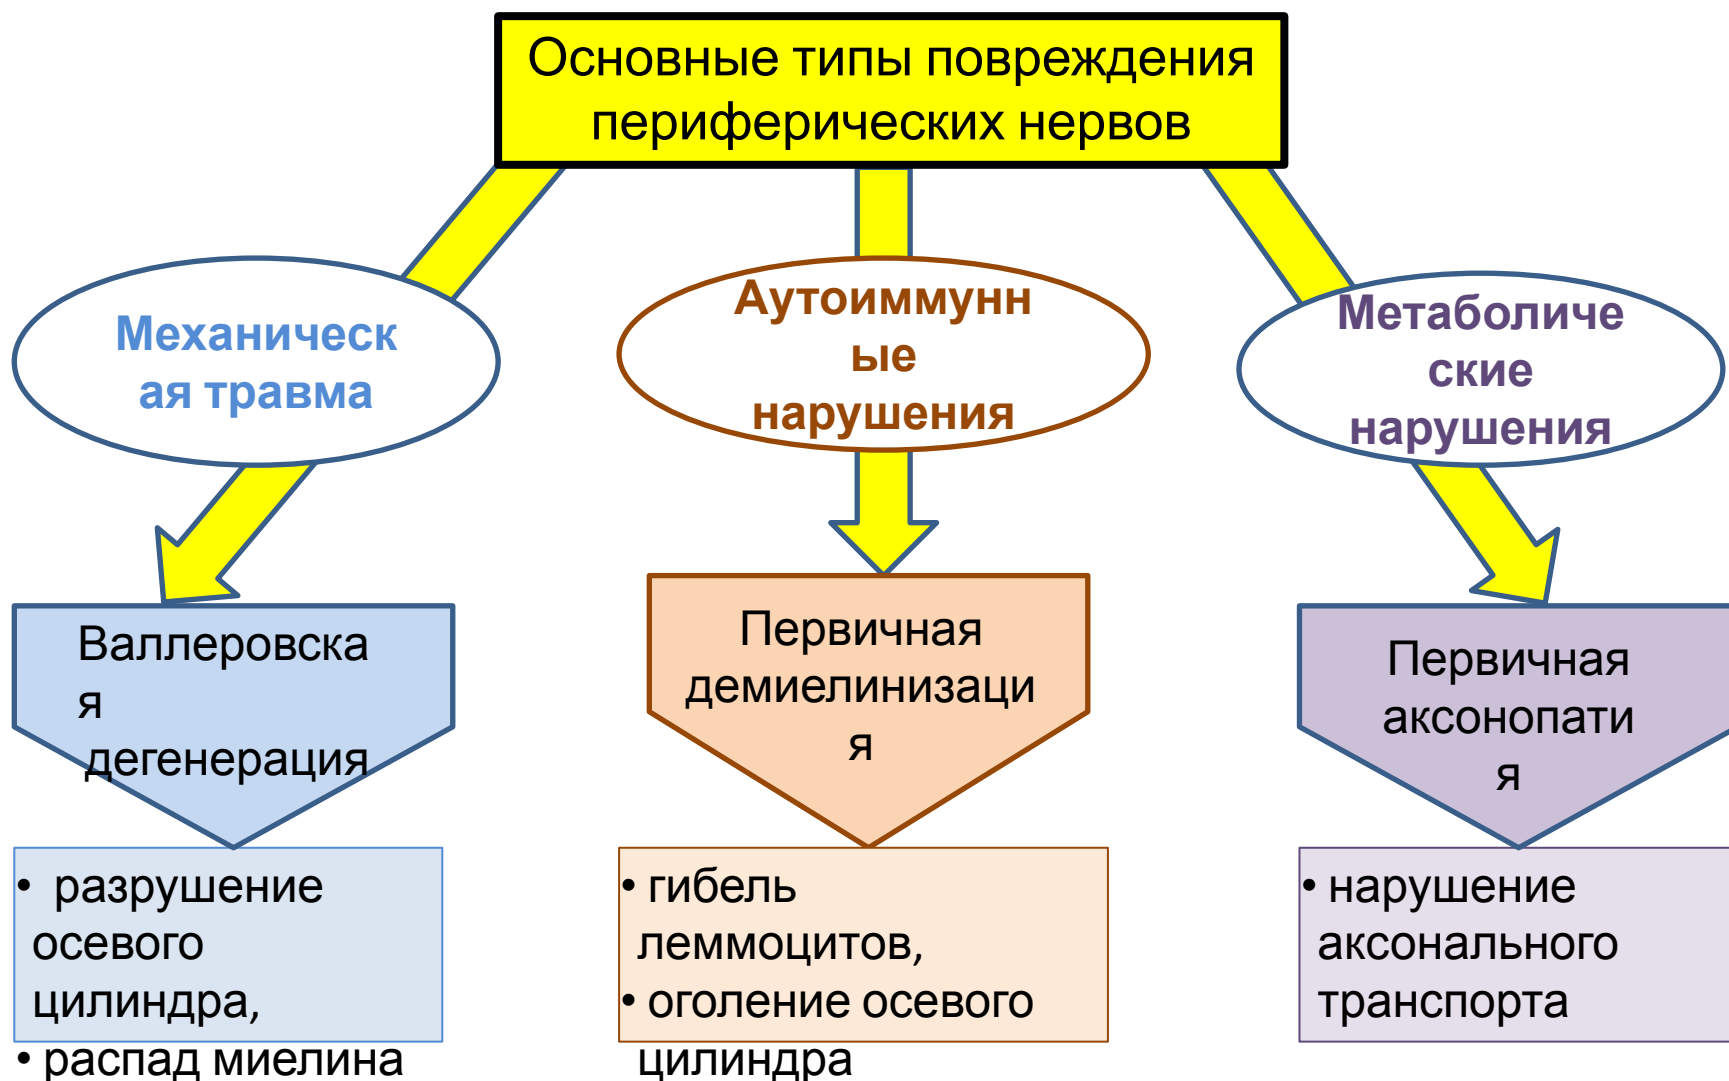 Основные типы повреждения
периферических нервов
Механическ
ая травма
Аутоиммунн
ые
нарушения
Метаболиче
ские
нарушения
Валлеровска
я
дегенерация
Первичная
демиелинизаци
я
Первичная
аксонопати
я
• разрушение
осевого
цилиндра,
• распад миелина
• гибель
леммоцитов,
• оголение осевого
цилиндра
• нарушение
аксонального
транспорта